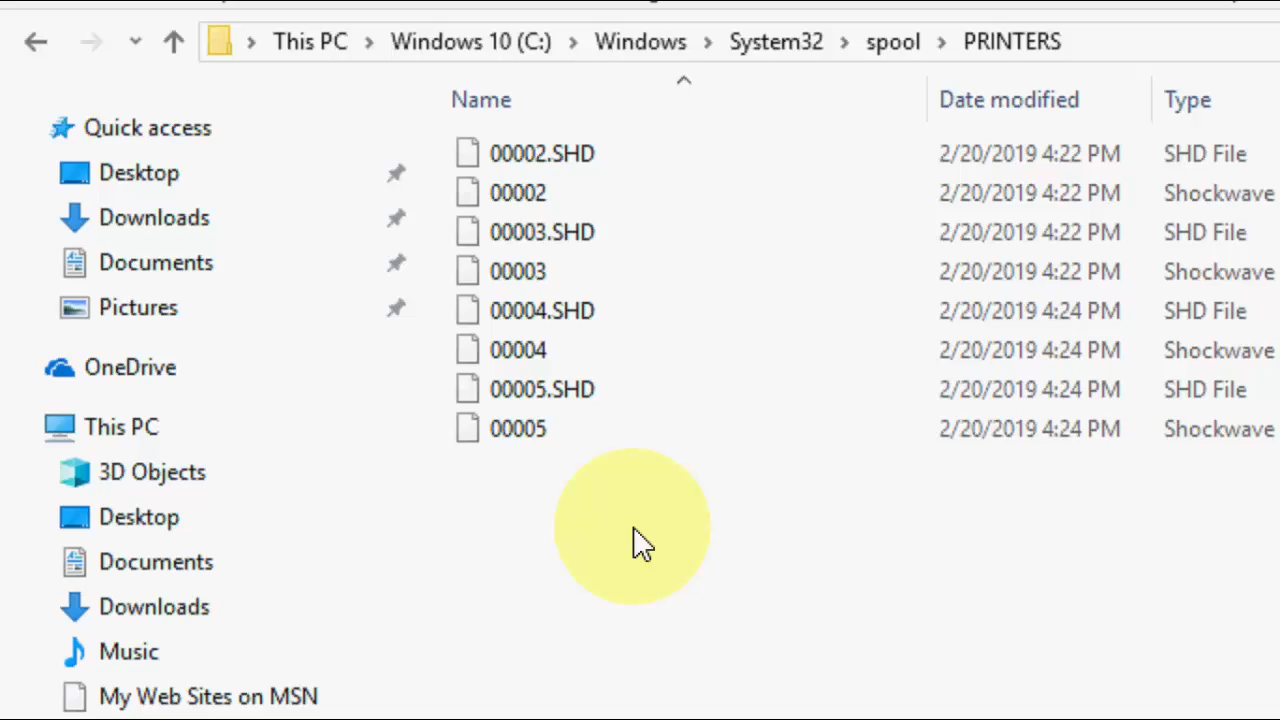 This PC > Windows 10 (C:) > Windows > System32 > spool > PRINTERS
Name Date modified Type
Quick access
Desktop
Downloads
Documents
Pictures
OneDrive
This PC
3D Objects
Desktop
Documents
Downloads
Music
My Web Sites on MSN
00002.SHD 2/20/2019 4:22 PM SHD File
00002 2/20/2019 4:22 PM Shockwave
00003.SHD 2/20/2019 4:22 PM SHD File
00003 2/20/2019 4:22 PM Shockwave
00004.SHD 2/20/2019 4:24 PM SHD File
00004 2/20/2019 4:24 PM Shockwave
00005.SHD 2/20/2019 4:24 PM SHD File
00005 2/20/2019 4:24 PM Shockwave